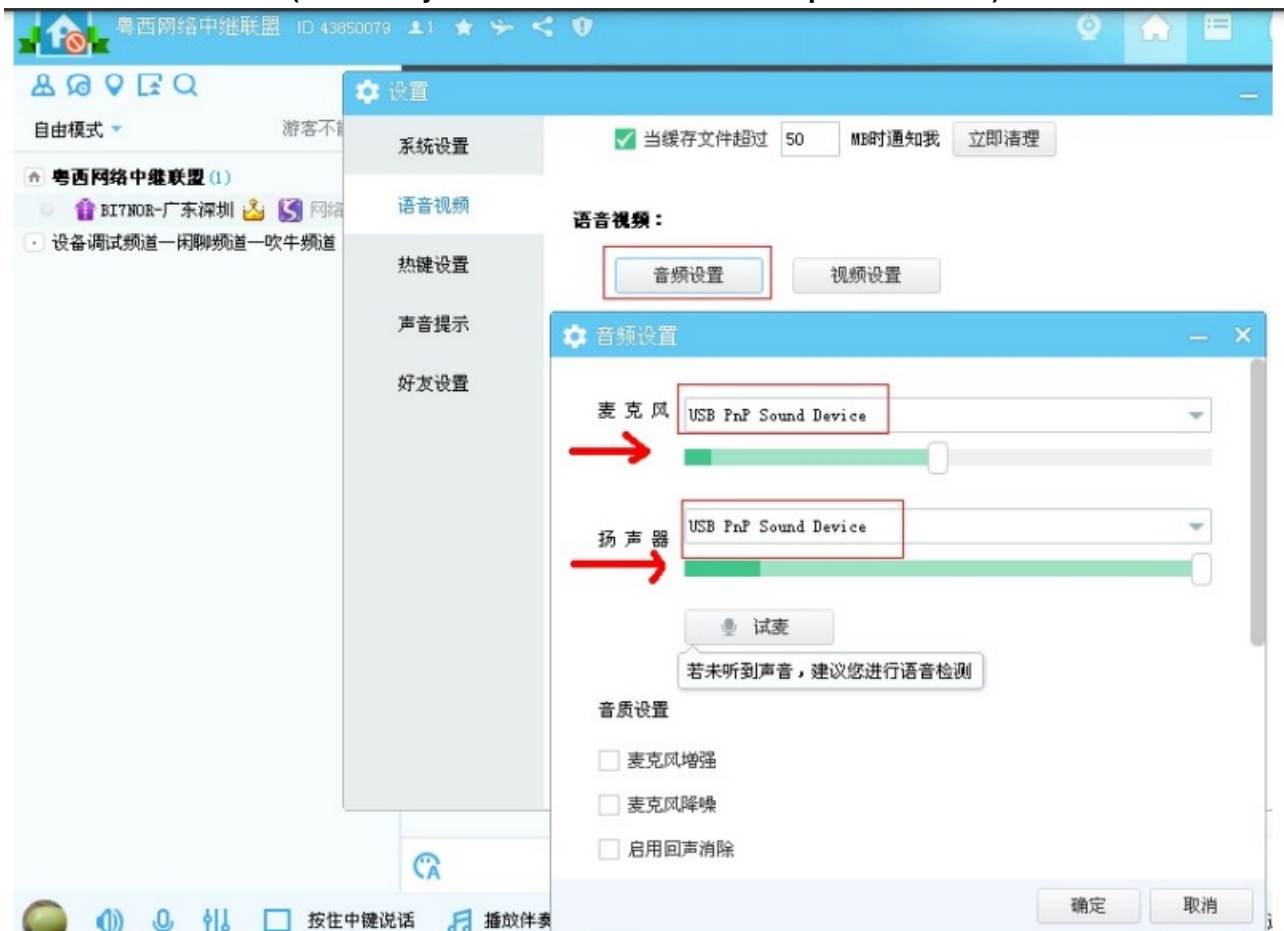 粤西网络中继联盟 ID 43850079 1
自由模式 游客不
粤西网络中继联盟(1)
BI7NOR-广东深圳 网络
设备调试频道一闲聊频道一吹牛频道
设置
系统设置
语音视频
热键设置
声音提示
好友设置
当缓存文件超过 50 MB时通知我 立即清理
语音视频：
音频设置 视频设置
音频设置
麦克风 USB PnP Sound Device
扬声器 USB PnP Sound Device
试麦
若未听到声音，建议您进行语音检测
音质设置
麦克风增强
麦克风降噪
启用回声消除
确定 取消
按住中键说话 播放伴奏